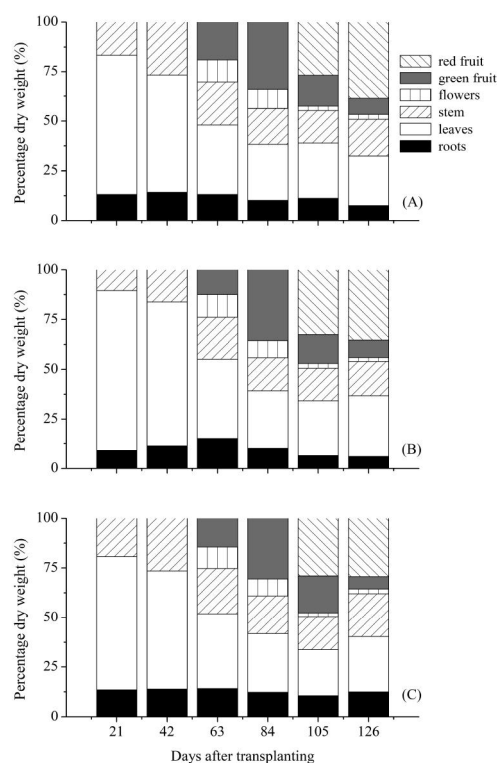 100
75
50
25
0
Percentage dry weight (%)
(A)
red fruit
green fruit
flowers
stem
leaves
roots
100
75
50
25
0
Percentage dry weight (%)
(B)
100
75
50
25
0
Percentage dry weight (%)
(C)
21 42 63 84 105 126
Days after transplanting